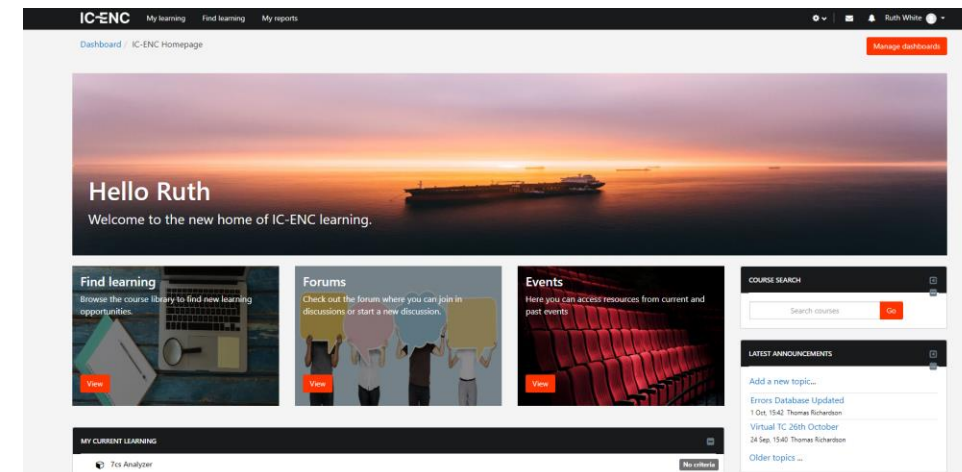 IC-ENC My learning Find learning My reports Ruth White
Dashboard / IC-ENC Homepage
Manage dashboards
Hello Ruth
Welcome to the new home of IC-ENC learning.
Find learning
Browse the course library to find new learning
opportunities.
View
Forums
Check out the forum where you can join in
discussions or start a new discussion.
View
Events
Here you can access resources from current and
past events
View
COURSE SEARCH
Search courses Go
LATEST ANNOUNCEMENTS
Add a new topic...
Errors Database Updated
1 Oct, 15:42 Thomas Richardson
Virtual TC 26th October
24 Sep, 15:40 Thomas Richardson
Older topics ...
MY CURRENT LEARNING
7cs Analyzer No criteria